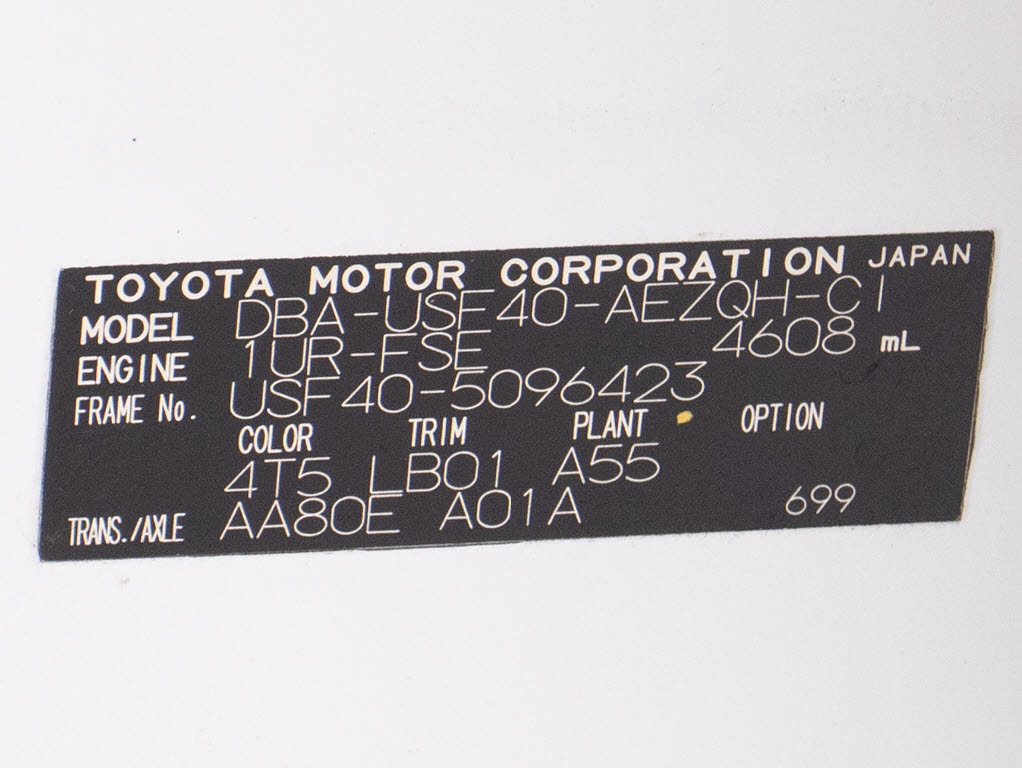 TOYOTA MOTOR CORPORATION JAPAN
MODEL DBA-USF40-AEZQH-CI
ENGINE 1UR-FSE 4608 mL
FRAME No. USF40-5096423
COLOR TRIM PLANT OPTION
4T5 LB01 A55
TRANS./AXLE AA80E A01A 699